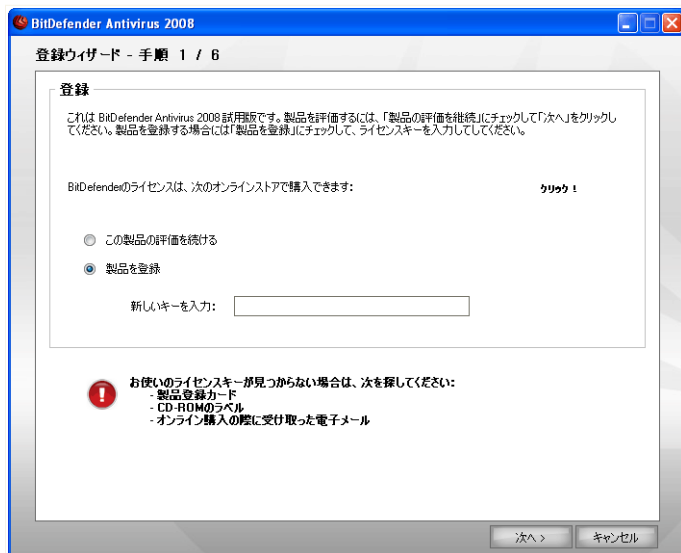 BitDefender Antivirus 2008
登録ウィザード - 手順 1 / 6
登録
これは BitDefender Antivirus 2008 試用版です。製品を評価するには、「製品の評価を継続」にチェックして「次へ」をクリックし
てください。製品を登録する場合には「製品を登録」にチェックして、ライセンスキーを入力してしてください。
BitDefenderのライセンスは、次のオンラインストアで購入できます: クリック！
この製品の評価を続ける
製品を登録
新しいキーを入力:
お使いのライセンスキーが見つからない場合は、次を探してください:
- 製品登録カード
- CD-ROMのラベル
- オンライン購入の際に受け取った電子メール
次へ > キャンセル